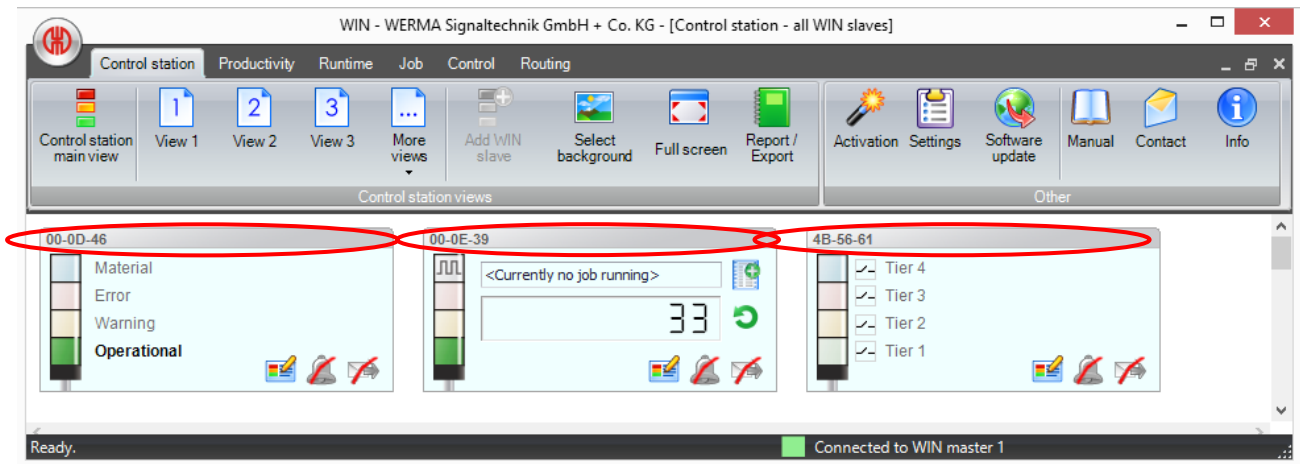 WIN - WERMA Signaltechnik GmbH + Co. KG - [Control station - all WIN slaves]
Control station Productivity Runtime Job Control Routing
Control station main view
View 1
View 2
View 3
More views
Add WIN slave
Select background
Full screen
Report / Export
Activation
Settings
Software update
Manual
Contact
Info
1
2
3
...
i
Control station views
Other
00-0D-46
Material
Error
Warning
Operational
00-0E-39
<Currently no job running>
33
4B-56-61
Tier 4
Tier 3
Tier 2
Tier 1
Ready.
Connected to WIN master 1